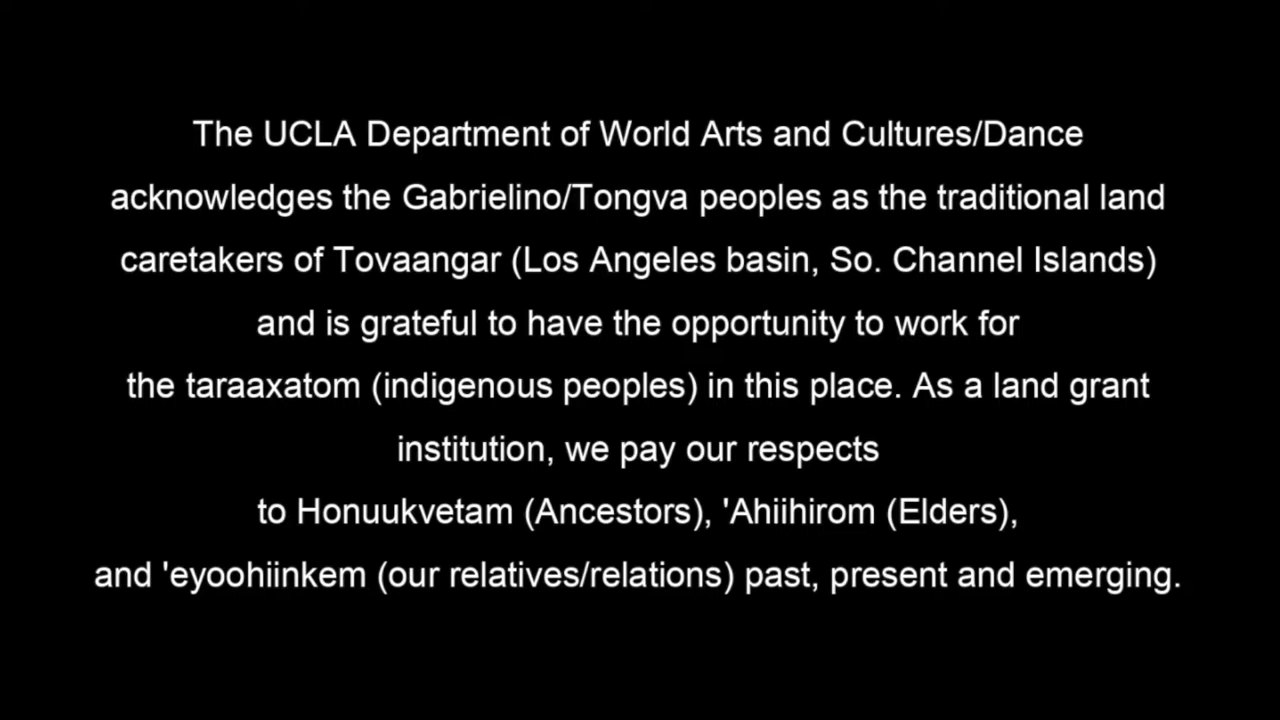 The UCLA Department of World Arts and Cultures/Dance
acknowledges the Gabrielino/Tongva peoples as the traditional land
caretakers of Tovaangar (Los Angeles basin, So. Channel Islands)
and is grateful to have the opportunity to work for
the taraaxatom (indigenous peoples) in this place. As a land grant
institution, we pay our respects
to Honuukvetam (Ancestors), 'Ahiihirom (Elders),
and 'eyoohiinkem (our relatives/relations) past, present and emerging.